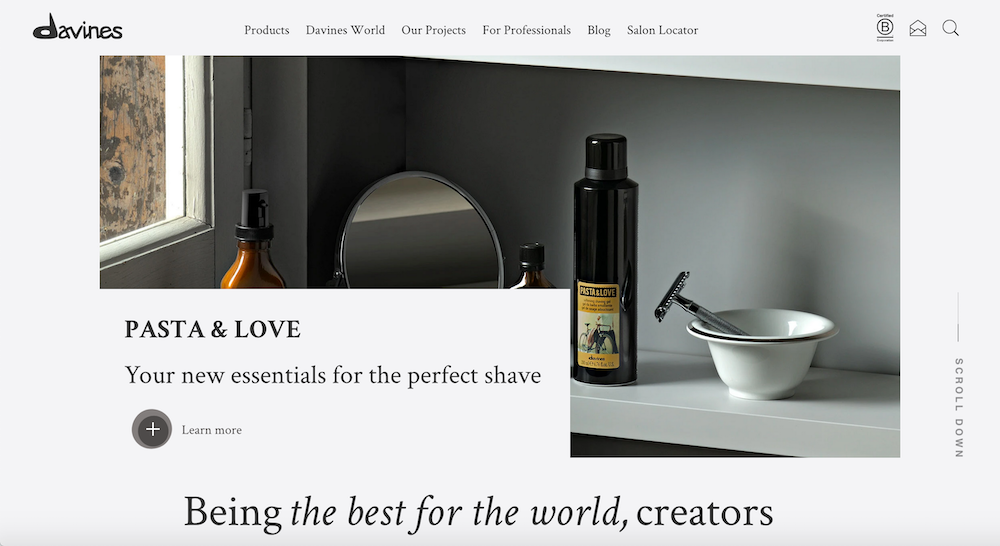 davines
Products Davines World Our Projects For Professionals Blog Salon Locator
Certified
B
Corporation
PASTA&LOVE
davines
PASTA & LOVE
Your new essentials for the perfect shave
+ Learn more
SCROLL DOWN
Being the best for the world, creators